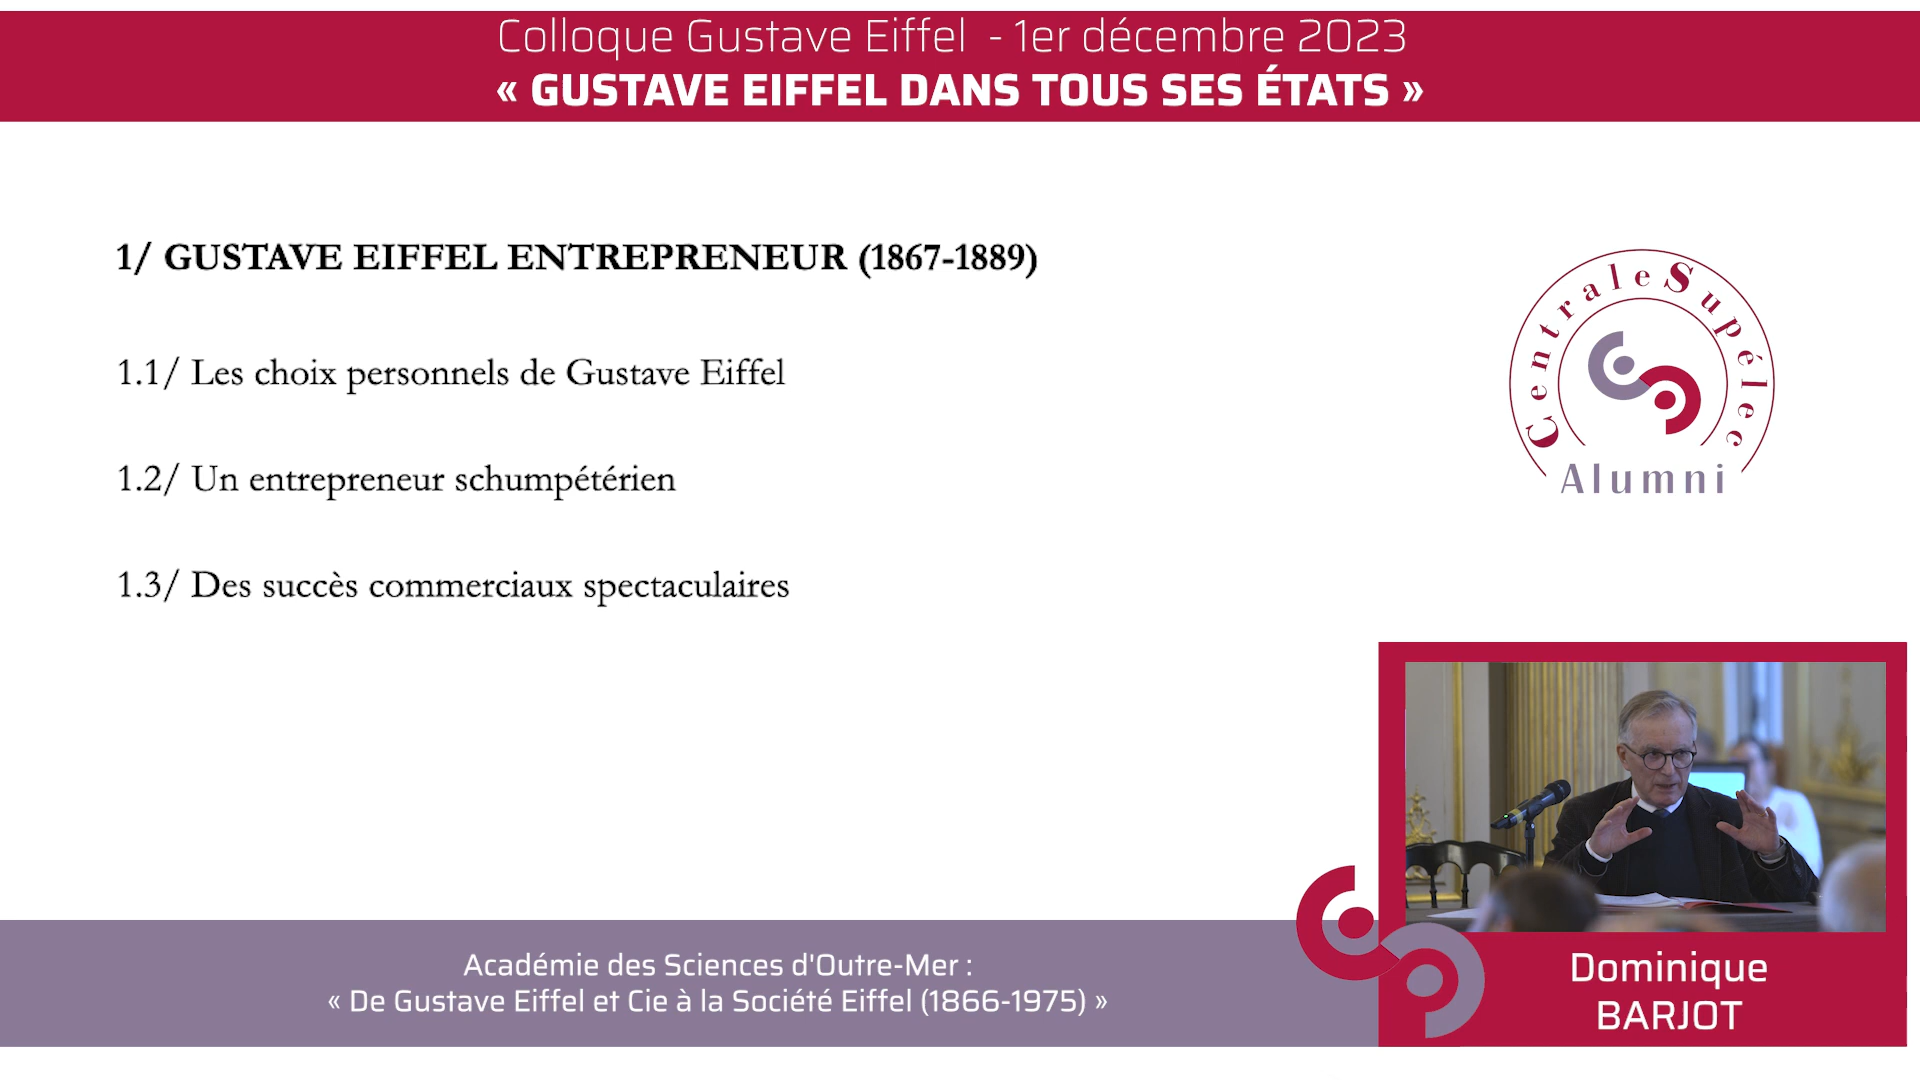 Colloque Gustave Eiffel - 1er décembre 2023
« GUSTAVE EIFFEL DANS TOUS SES ÉTATS »
1/ GUSTAVE EIFFEL ENTREPRENEUR (1867-1889)
1.1/ Les choix personnels de Gustave Eiffel
1.2/ Un entrepreneur schumpétérien
1.3/ Des succès commerciaux spectaculaires
CentraleSupélec
Alumni
Académie des Sciences d'Outre-Mer :
« De Gustave Eiffel et Cie à la Société Eiffel (1866-1975) »
Dominique
BARJOT